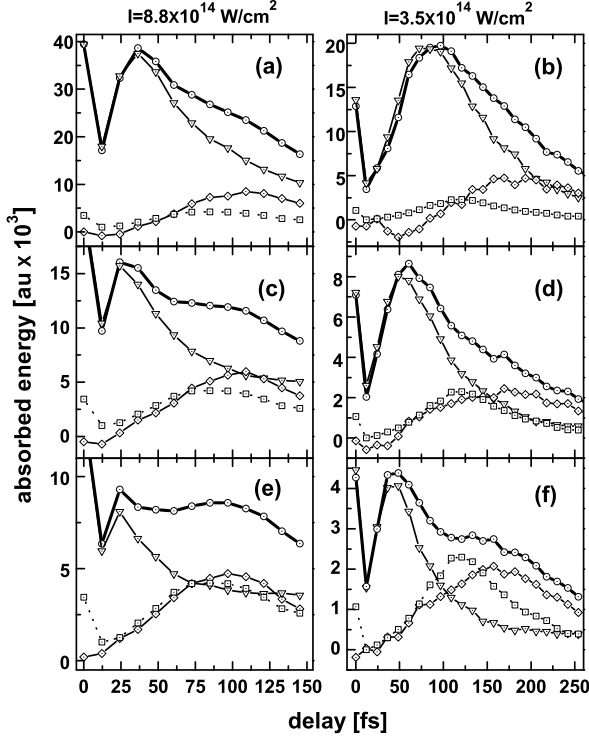 I=8.8x10^14 W/cm^2
I=3.5x10^14 W/cm^2
absorbed energy [au x 10^3]
(a)
40
30
20
10
0
(b)
20
15
10
5
0
(c)
15
10
5
0
(d)
8
6
4
2
0
(e)
10
5
0
(f)
4
3
2
1
0
0 25 50 75 100 125 150
0 50 100 150 200 250
delay [fs]